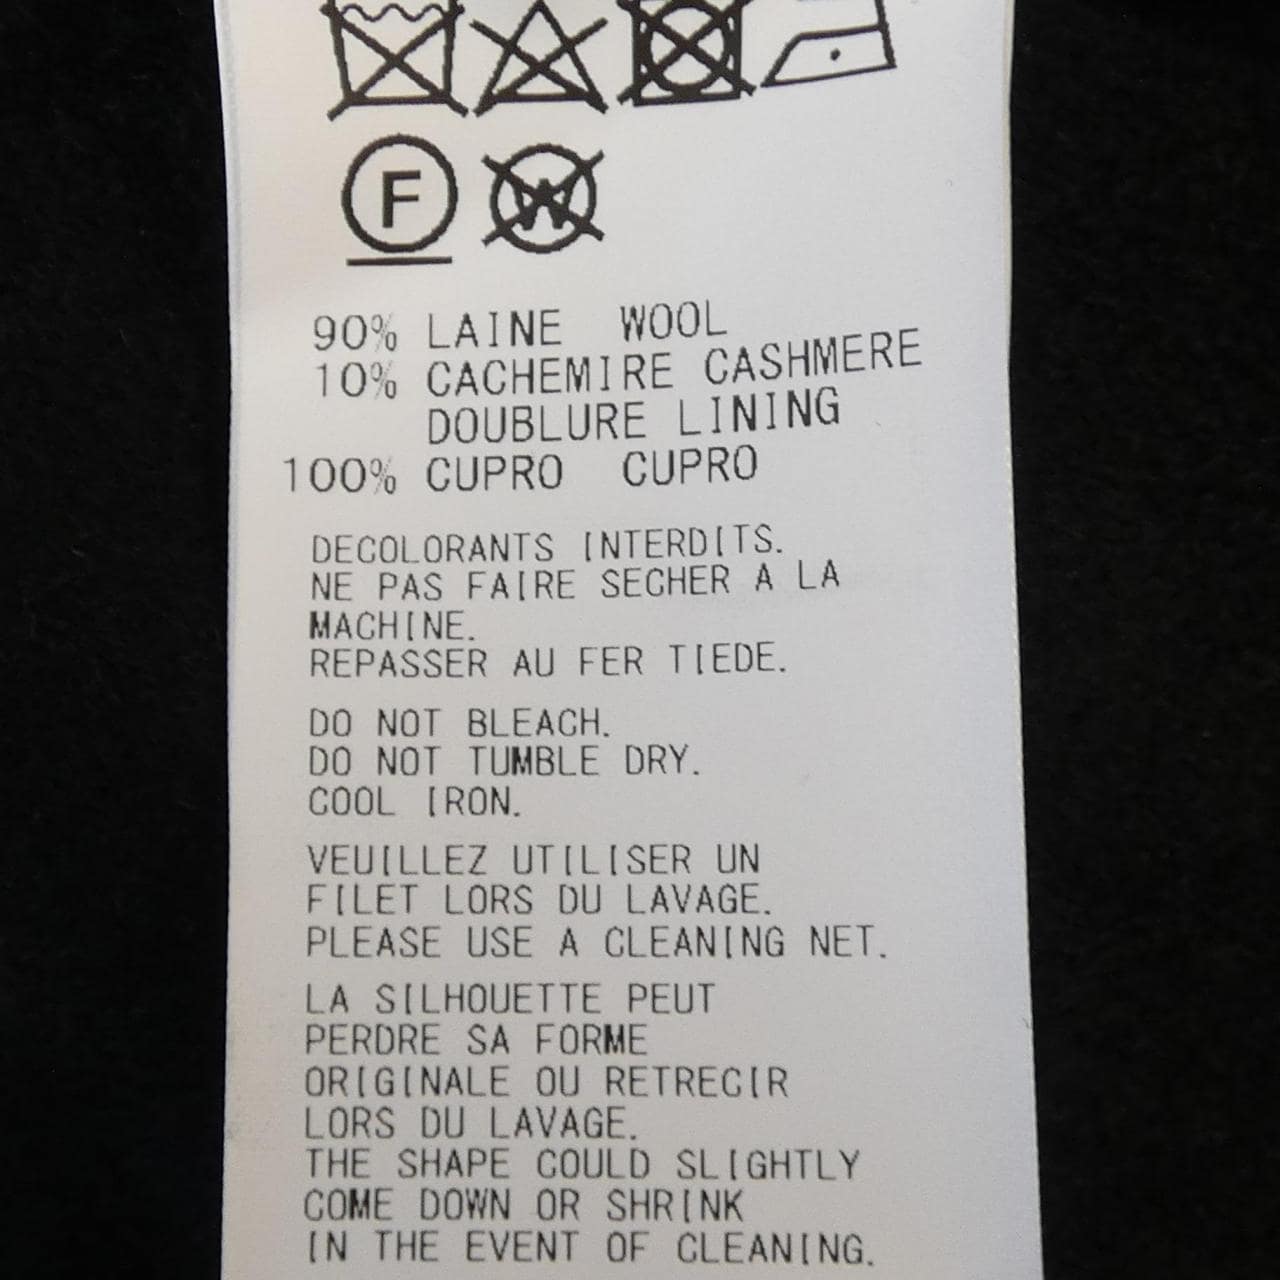 F W
90% LAINE WOOL
10% CACHEMIRE CASHMERE
DOUBLURE LINING
100% CUPRO CUPRO
DECOLORANTS INTERDITS.
NE PAS FAIRE SECHER A LA
MACHINE.
REPASSER AU FER TIEDE.
DO NOT BLEACH.
DO NOT TUMBLE DRY.
COOL IRON.
VEUILLEZ UTILISER UN
FILET LORS DU LAVAGE.
PLEASE USE A CLEANING NET.
LA SILHOUETTE PEUT
PERDRE SA FORME
ORIGINALE OU RETRECIR
LORS DU LAVAGE.
THE SHAPE COULD SLIGHTLY
COME DOWN OR SHRINK
IN THE EVENT OF CLEANING.